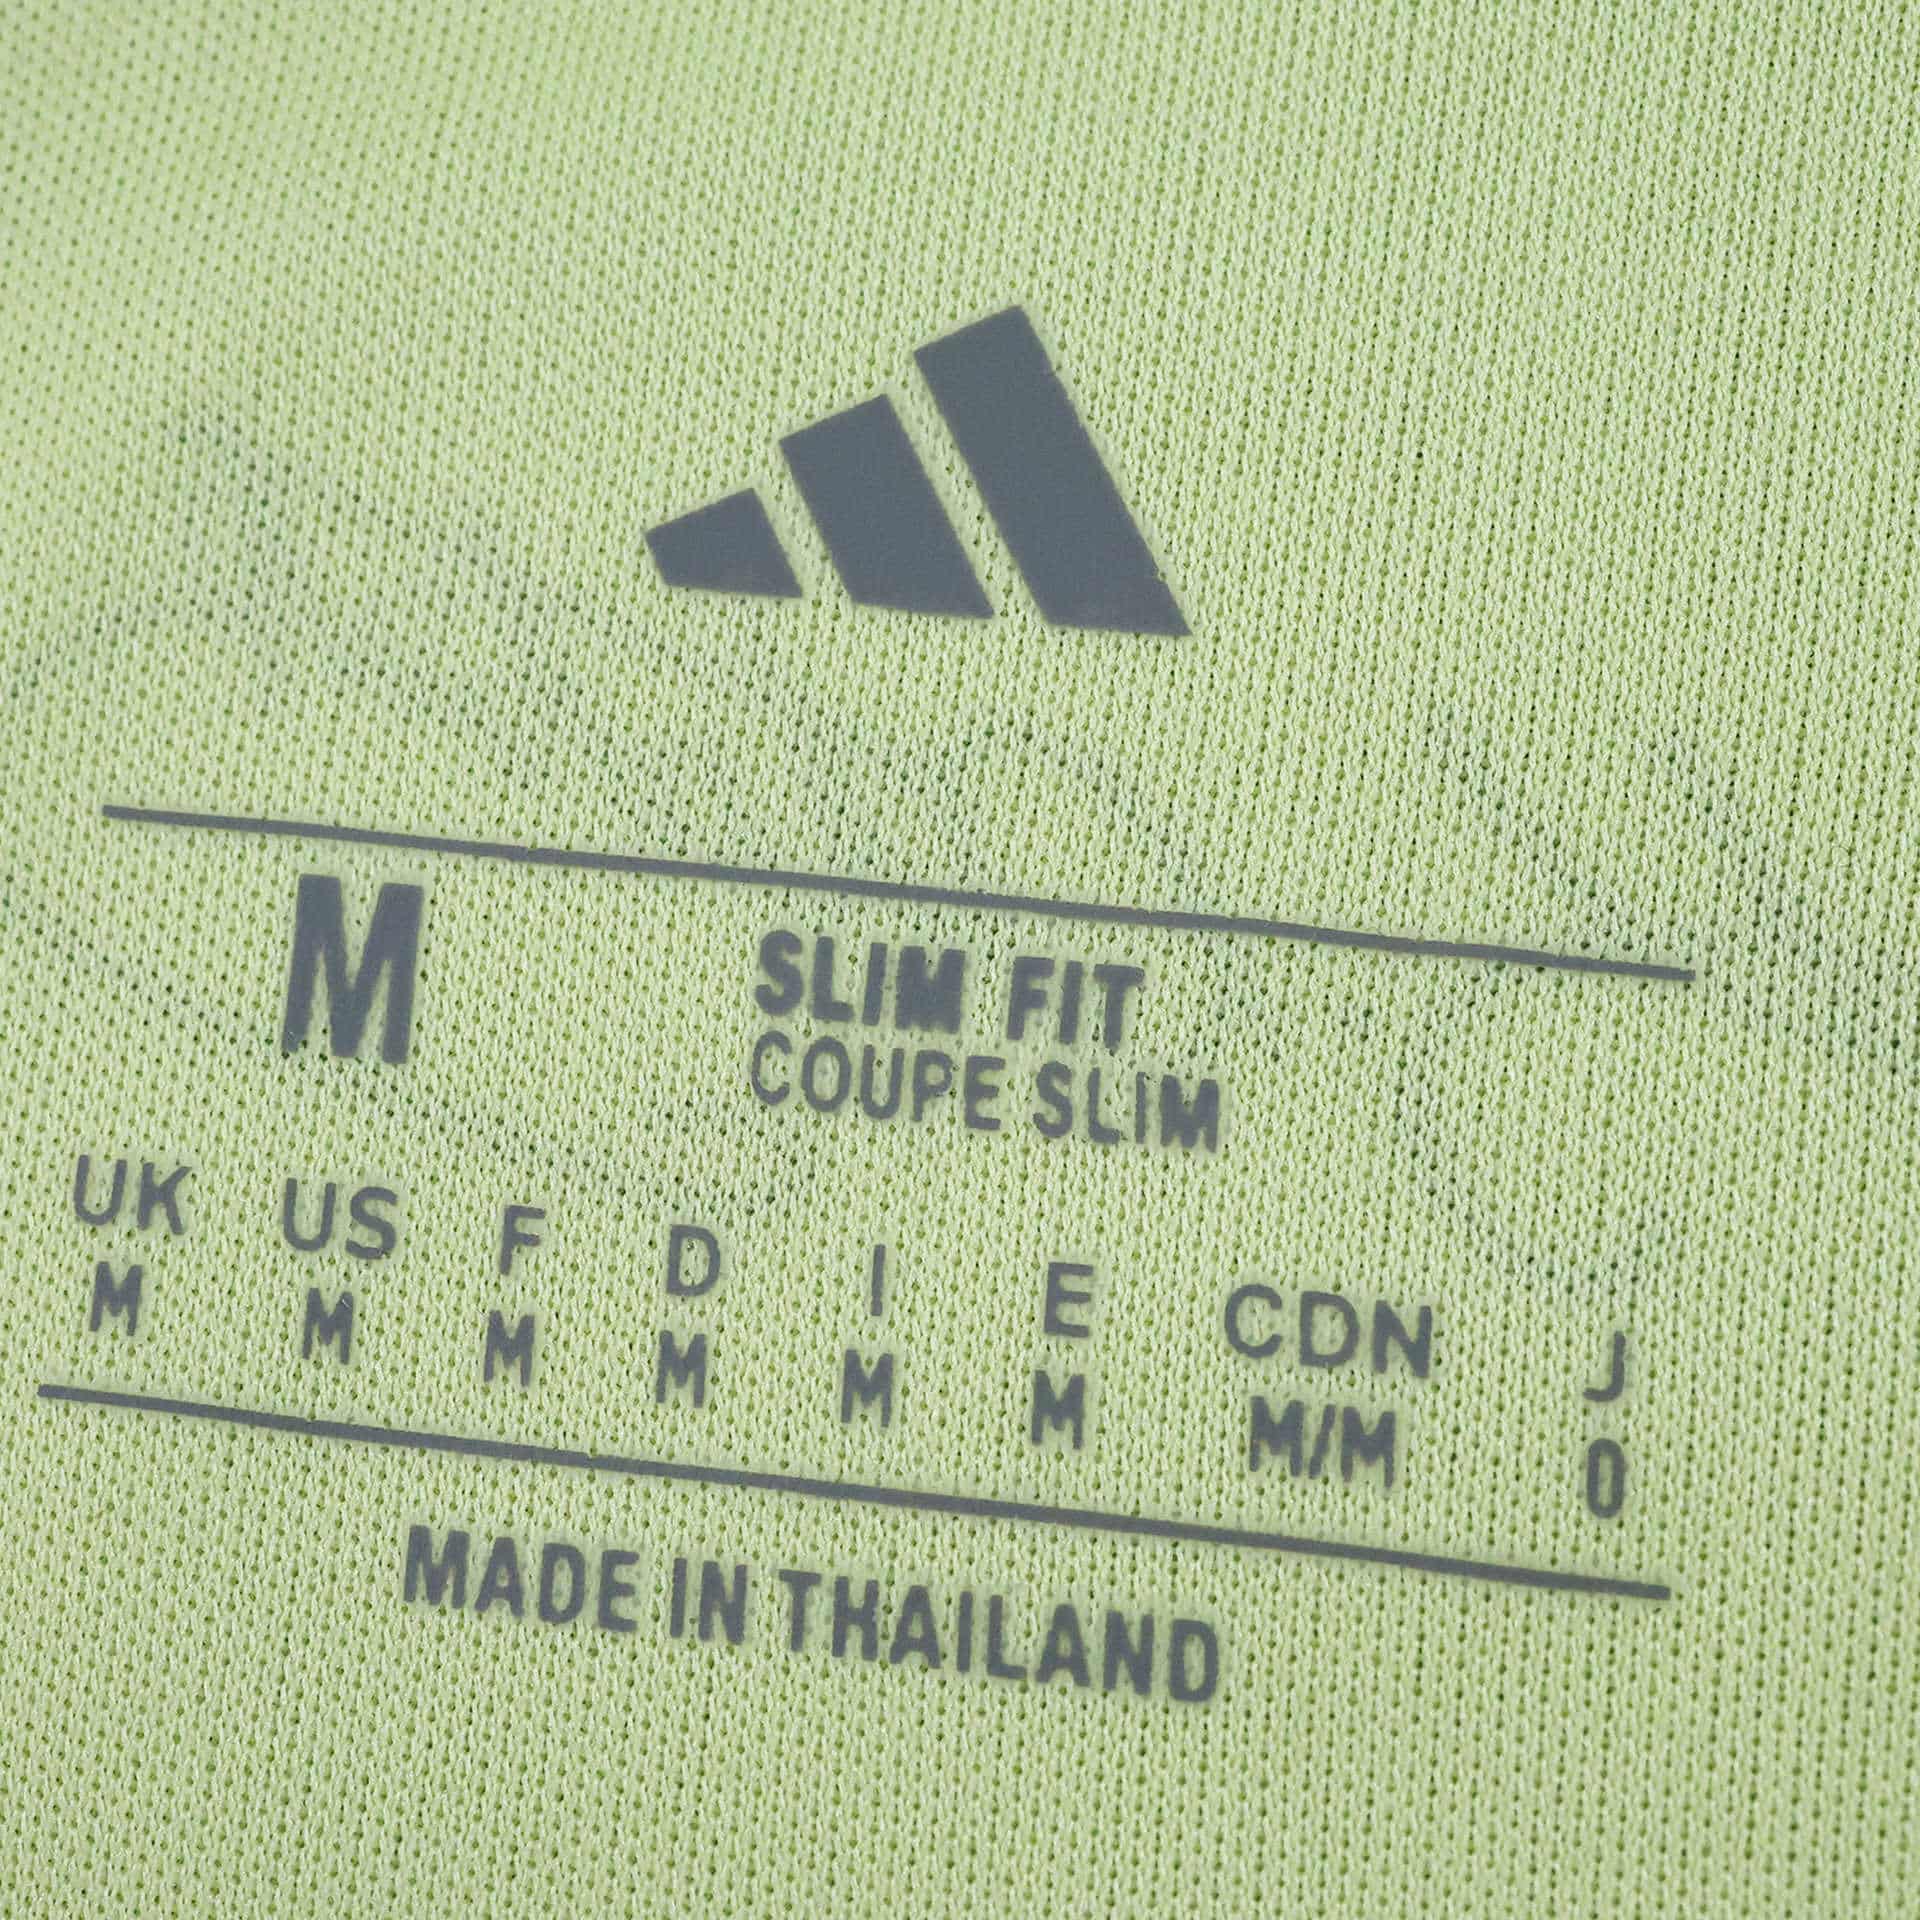 M
SLIM FIT
COUPE SLIM
UK US F D I E CDN J
M M M M M M M/M O
MADE IN THAILAND